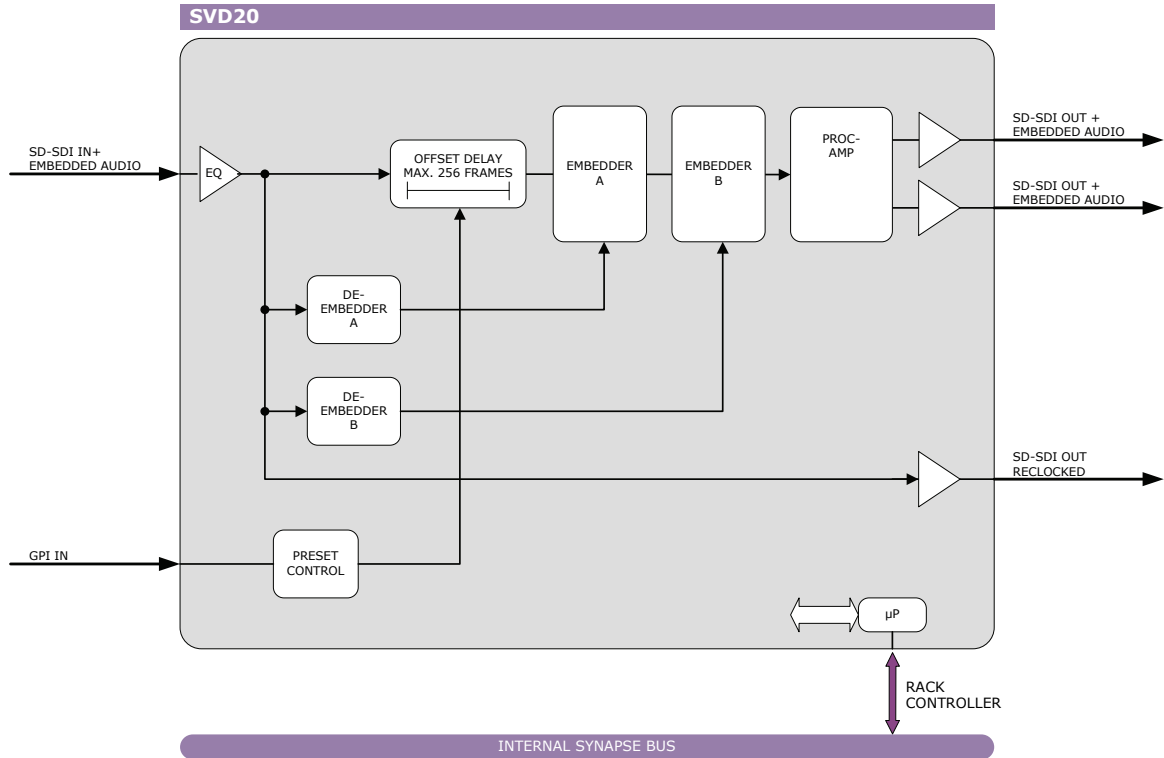 SVD20
SD-SDI IN+
EMBEDDED AUDIO
EQ
OFFSET DELAY
MAX. 256 FRAMES
EMBEDDER
A
EMBEDDER
B
PROC-
AMP
SD-SDI OUT +
EMBEDDED AUDIO
SD-SDI OUT +
EMBEDDED AUDIO
DE-
EMBEDDER
A
DE-
EMBEDDER
B
SD-SDI OUT
RECLOCKED
GPI IN
PRESET
CONTROL
µP
RACK
CONTROLLER
INTERNAL SYNAPSE BUS